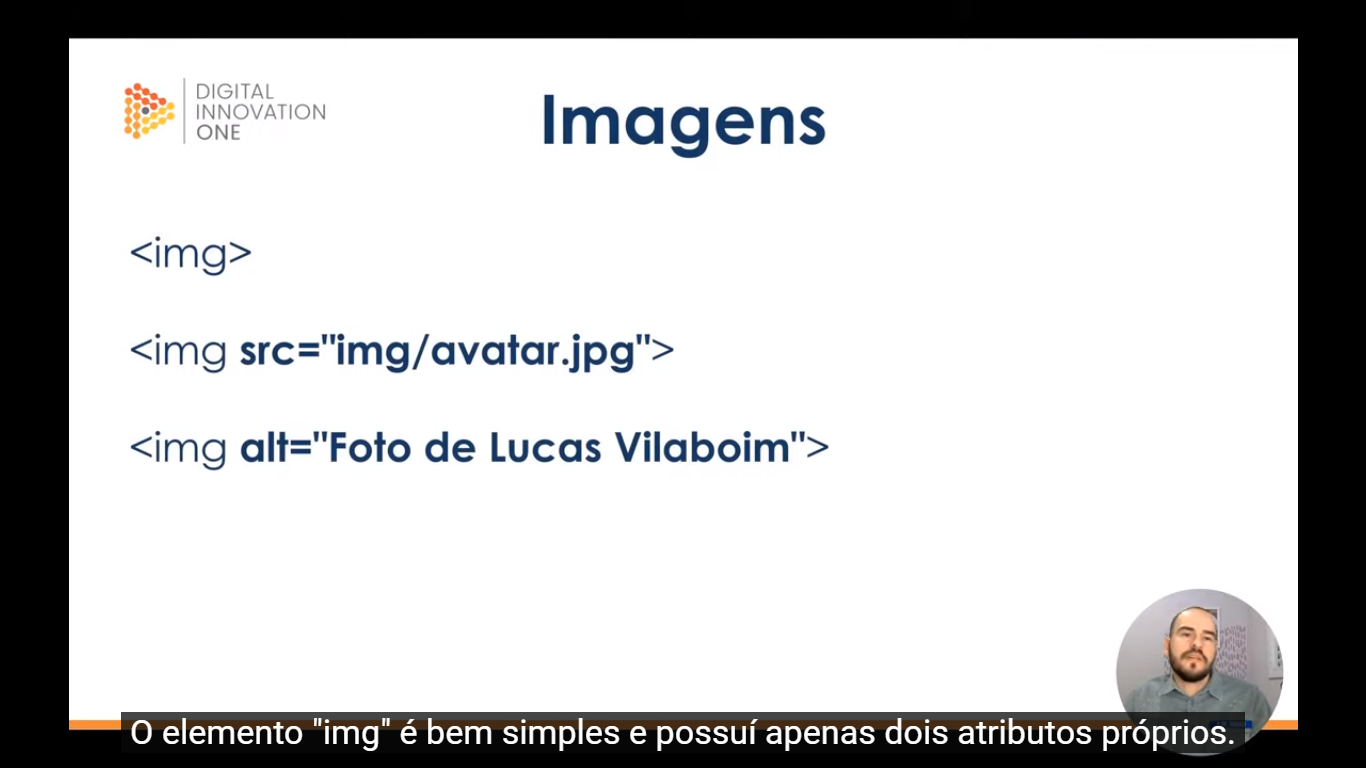 DIGITAL
INNOVATION
ONE
Imagens
<img>
<img src="img/avatar.jpg">
<img alt="Foto de Lucas Vilaboim">
O elemento "img" é bem simples e possuí apenas dois atributos próprios.